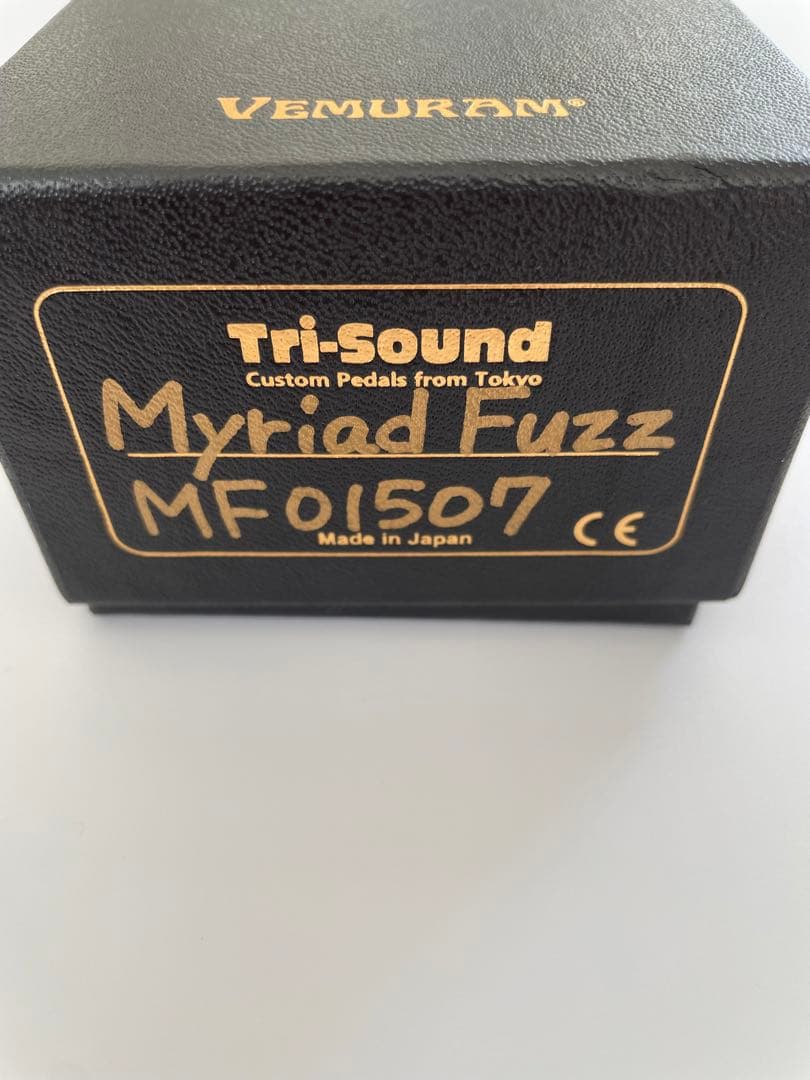 VEMURAM®
Tri-Sound
Custom Pedals from Tokyo
Myriad Fuzz
MF01507
Made in Japan
CE